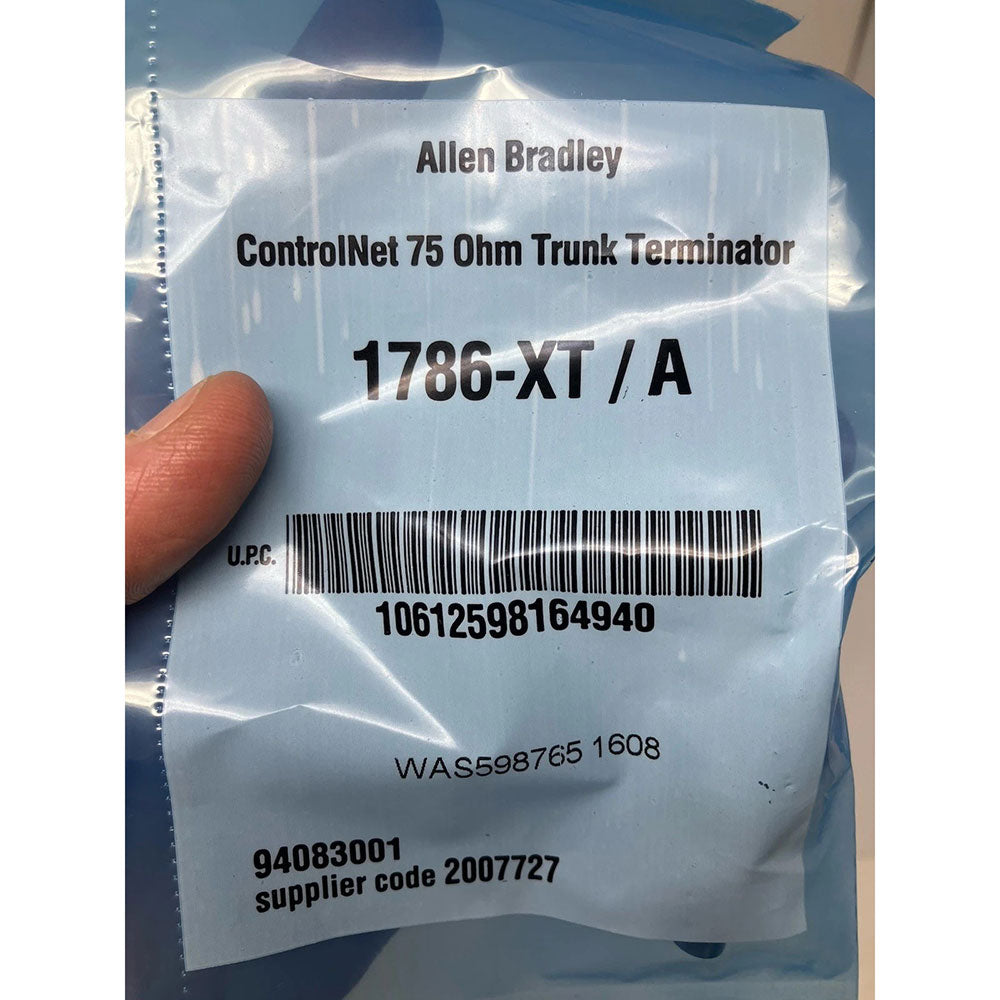 Allen Bradley
ControlNet 75 Ohm Trunk Terminator
1786-XT / A
U.P.C.
10612598164940
WAS598765 1608
94083001
supplier code 2007727